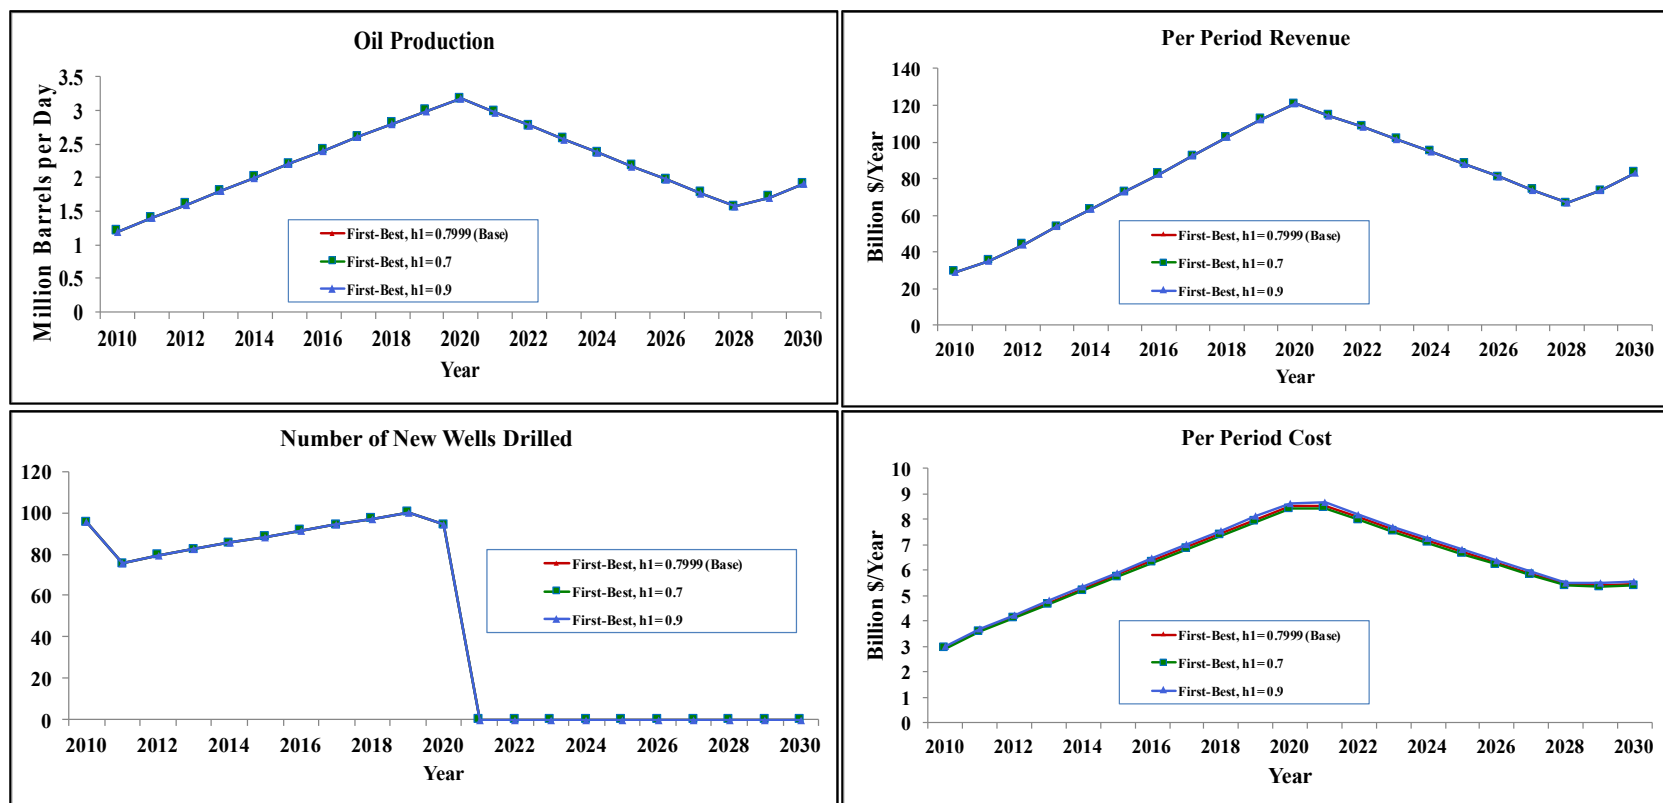 Oil Production
Million Barrels per Day
3.5
3
2.5
2
1.5
1
0.5
0
First-Best, h1= 0.7999 (Base)
First-Best, h1= 0.7
First-Best, h1= 0.9
2010 2012 2014 2016 2018 2020 2022 2024 2026 2028 2030
Year
Per Period Revenue
Billion $/Year
140
120
100
80
60
40
20
0
First-Best, h1= 0.7999 (Base)
First-Best, h1= 0.7
First-Best, h1= 0.9
2010 2012 2014 2016 2018 2020 2022 2024 2026 2028 2030
Year
Number of New Wells Drilled
120
100
80
60
40
20
0
First-Best, h1= 0.7999 (Base)
First-Best, h1= 0.7
First-Best, h1= 0.9
2010 2012 2014 2016 2018 2020 2022 2024 2026 2028 2030
Year
Per Period Cost
Billion $/Year
10
9
8
7
6
5
4
3
2
1
0
First-Best, h1= 0.7999 (Base)
First-Best, h1= 0.7
First-Best, h1= 0.9
2010 2012 2014 2016 2018 2020 2022 2024 2026 2028 2030
Year